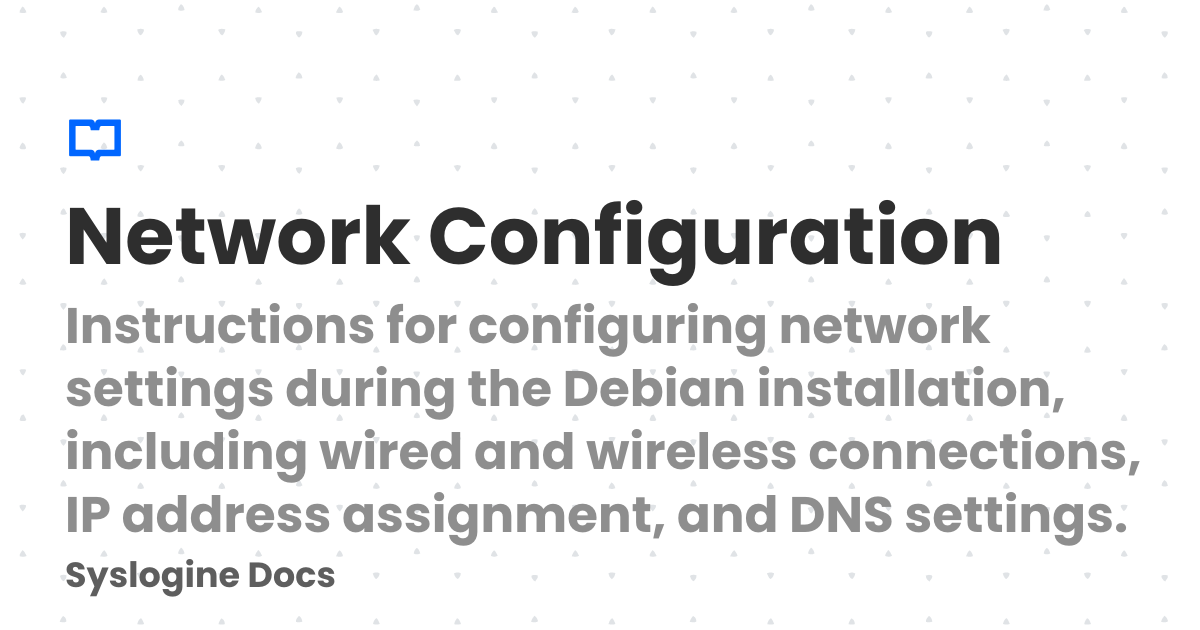 Network Configuration
Instructions for configuring network
settings during the Debian installation,
including wired and wireless connections,
IP address assignment, and DNS settings.
Syslogine Docs